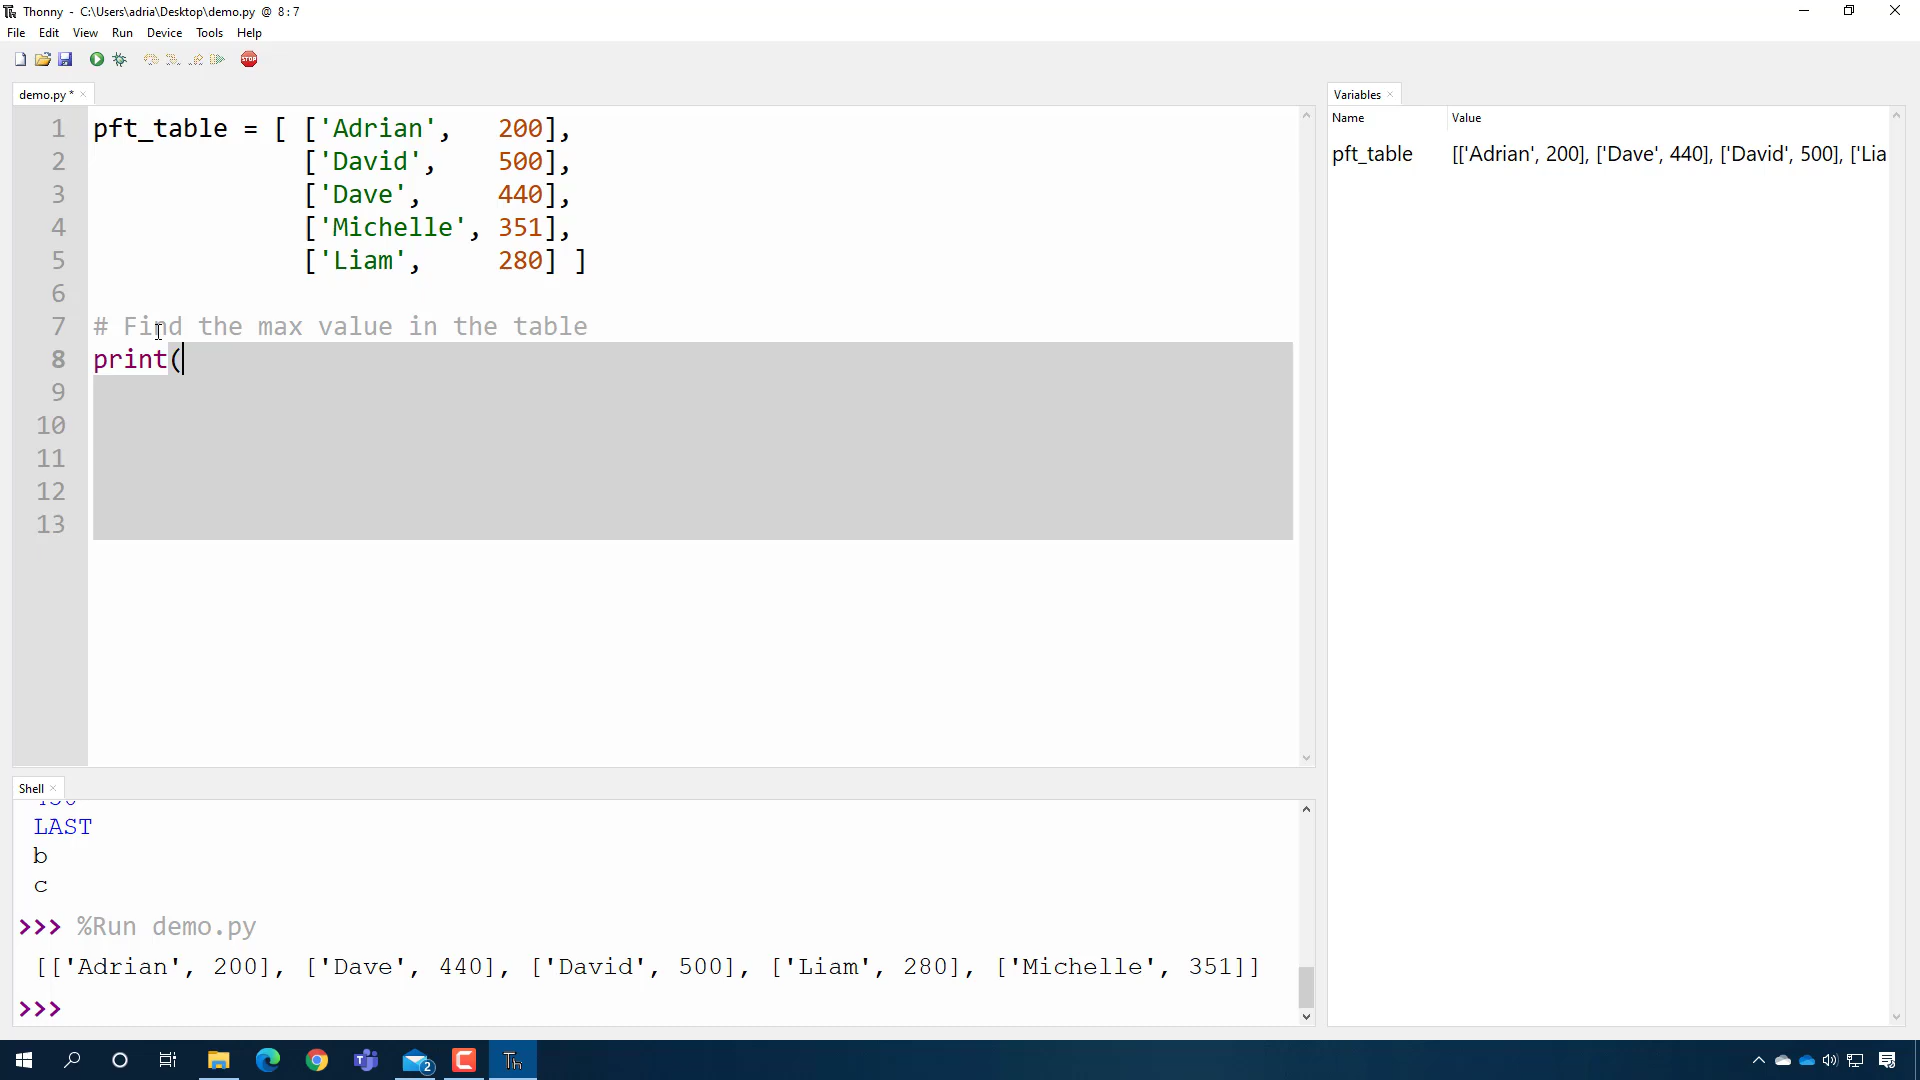 Thonny - C:\Users\adria\Desktop\demo.py @ 8:7
File Edit View Run Device Tools Help
STOP
demo.py *
1 pft_table = [ ['Adrian', 200],
2 ['David', 500],
3 ['Dave', 440],
4 ['Michelle', 351],
5 ['Liam', 280] ]
6
7 # Find the max value in the table
8 print(
9
10
11
12
13
Variables
Name Value
pft_table [['Adrian', 200], ['Dave', 440], ['David', 500], ['Lia
Shell
LAST
b
c
>>> %Run demo.py
[['Adrian', 200], ['Dave', 440], ['David', 500], ['Liam', 280], ['Michelle', 351]]
>>>
2
Th